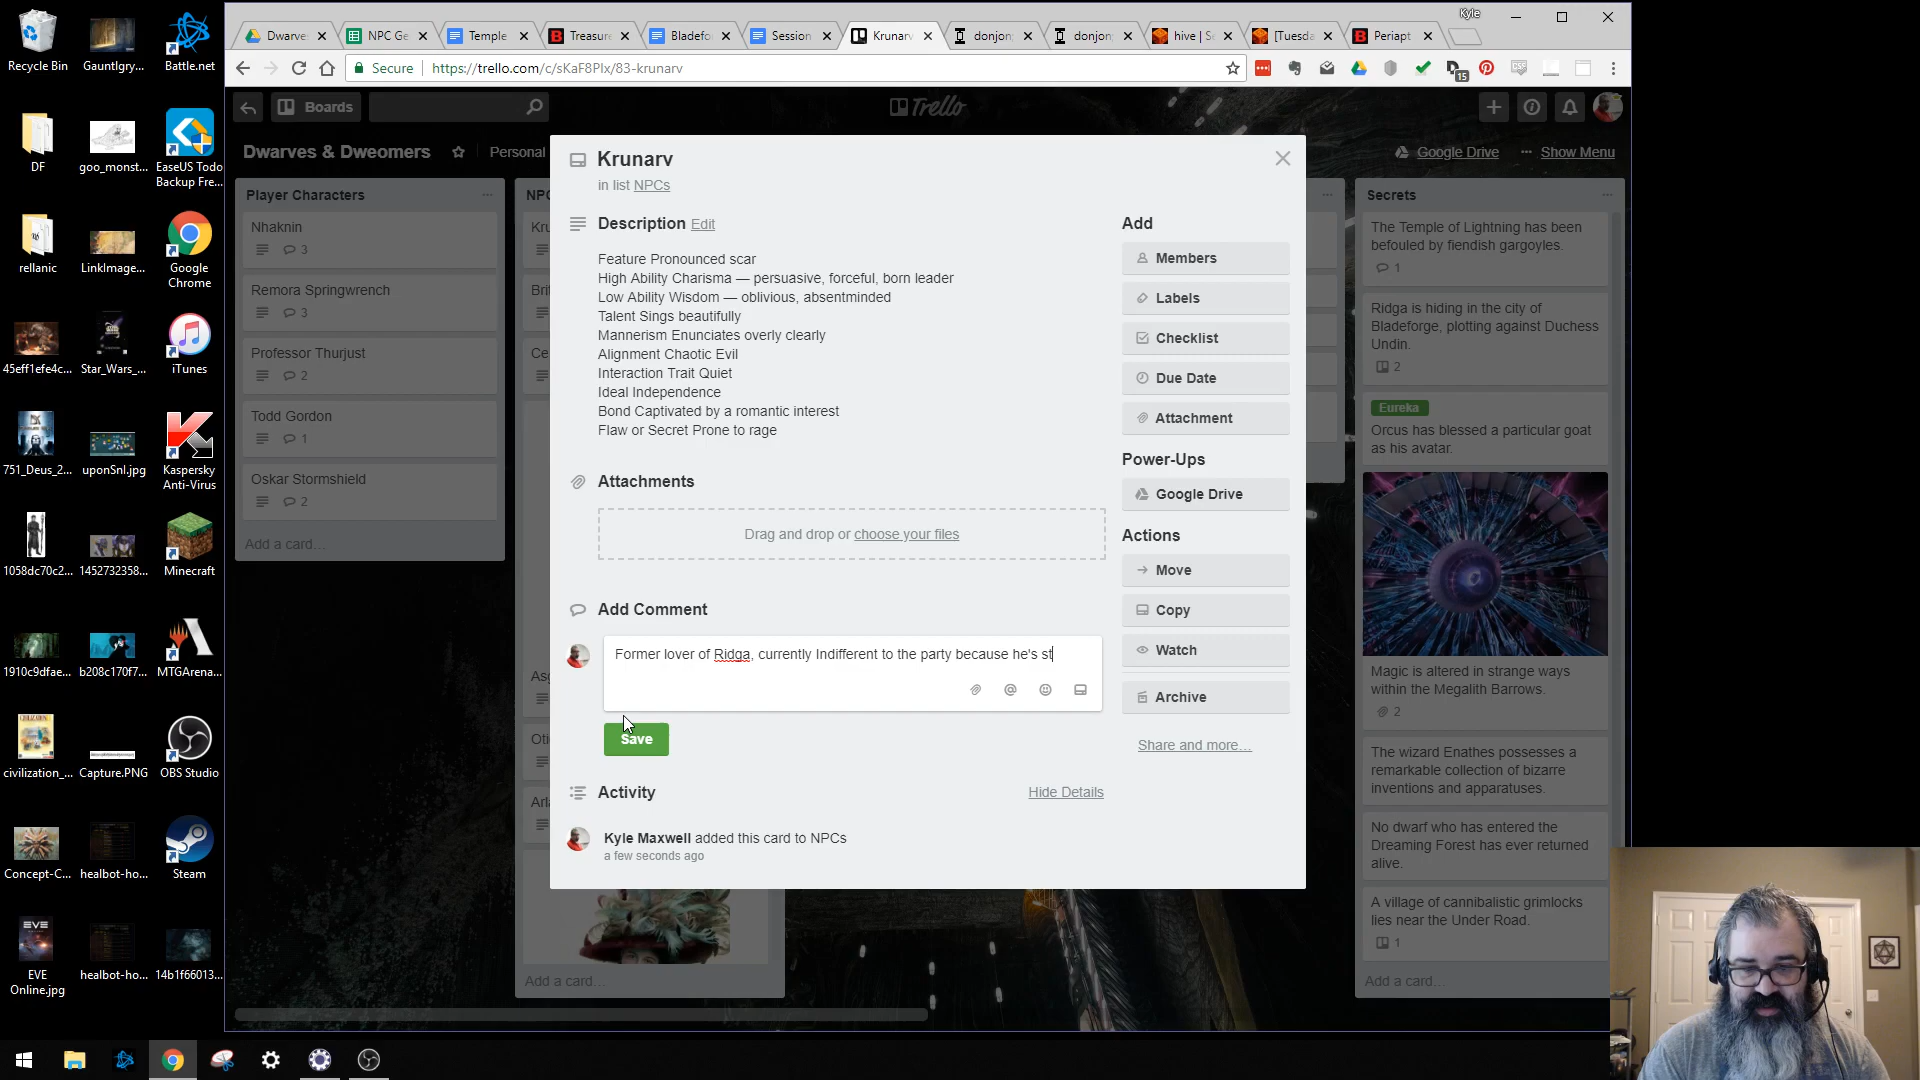 Kyle
Dwarve
NPC Ge
Temple
Treasur
Bladefo
Session
Krunarv
donjon
donjon
hive | S
[Tuesda
Periapt
Secure
https://trello.com/c/sKaF8PIx/83-krunarv
15
Boards
Trello
Dwarves & Dweomers
Personal
Google Drive
Show Menu
Player Characters
Nhaknin
3
Remora Springwrench
3
Professor Thurjust
2
Todd Gordon
1
Oskar Stormshield
2
Add a card...
NPC
Kru
Bri
Ce
Asg
Oti
Arla
Add a card...
Krunarv
in list NPCs
Description Edit
Feature Pronounced scar
High Ability Charisma — persuasive, forceful, born leader
Low Ability Wisdom — oblivious, absentminded
Talent Sings beautifully
Mannerism Enunciates overly clearly
Alignment Chaotic Evil
Interaction Trait Quiet
Ideal Independence
Bond Captivated by a romantic interest
Flaw or Secret Prone to rage
Attachments
Drag and drop or choose your files
Add Comment
Former lover of Ridga, currently Indifferent to the party because he's st
Save
Activity
Hide Details
Kyle Maxwell added this card to NPCs
a few seconds ago
Add
Members
Labels
Checklist
Due Date
Attachment
Power-Ups
Google Drive
Actions
Move
Copy
Watch
Archive
Share and more...
Secrets
The Temple of Lightning has been
befouled by fiendish gargoyles.
1
Ridga is hiding in the city of
Bladeforge, plotting against Duchess
Undin.
2
Eureka
Orcus has blessed a particular goat
as his avatar.
Magic is altered in strange ways
within the Megalith Barrows.
2
The wizard Enathes possesses a
remarkable collection of bizarre
inventions and apparatuses.
No dwarf who has entered the
Dreaming Forest has ever returned
alive.
A village of cannibalistic grimlocks
lies near the Under Road.
1
Add a card...
Recycle Bin
Gauntlgry...
Battle.net
DF
goo_monst...
EaseUS Todo
Backup Fre...
rellanic
LinkImage...
Google
Chrome
45eff1efe4c...
Star_Wars_...
iTunes
751_Deus_2...
uponSnl.jpg
Kaspersky
Anti-Virus
1058dc70c2...
1452732358...
Minecraft
1910c9dfae...
b208c170f7...
MTGArena...
civilization_...
Capture.PNG
OBS Studio
Concept-C...
healbot-ho...
Steam
EVE
EVE
Online.jpg
healbot-ho...
14b1f66013...